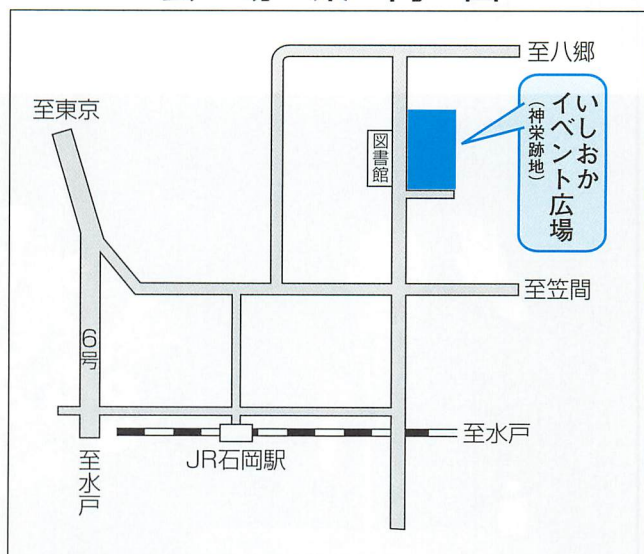 至八郷
至東京
いしおか
イベント広場
（神栄跡地）
図書館
至笠間
6号
至水戸
JR石岡駅
至水戸